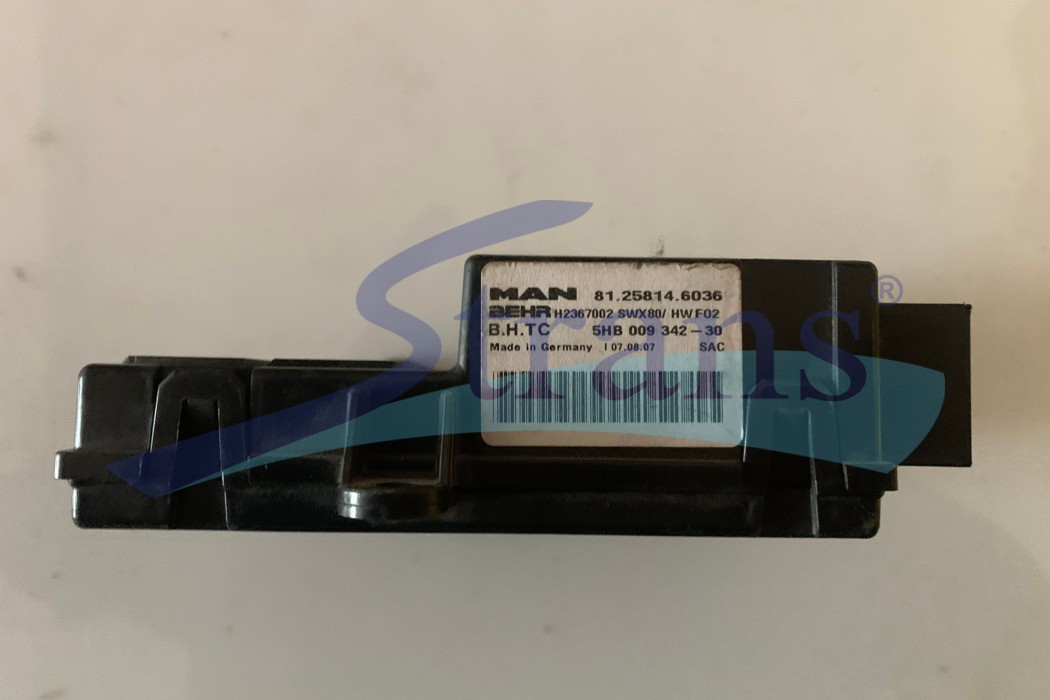 MAN 81.25814.6036
BEHR H2367002 SWX80/ HW F02
B.H.TC 5HB 009 342-30
Made in Germany I 07.08.07 SAC
Strans®